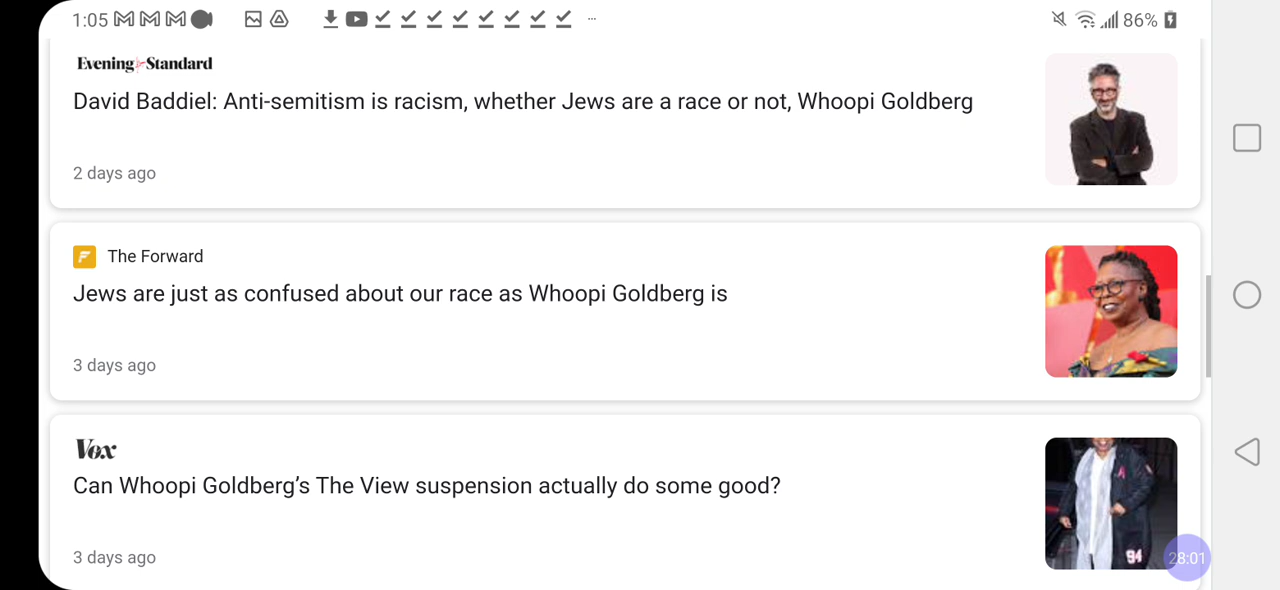 1:05
86%
Evening Standard
David Baddiel: Anti-semitism is racism, whether Jews are a race or not, Whoopi Goldberg
2 days ago
The Forward
Jews are just as confused about our race as Whoopi Goldberg is
3 days ago
Vox
Can Whoopi Goldberg’s The View suspension actually do some good?
3 days ago
94
28:01